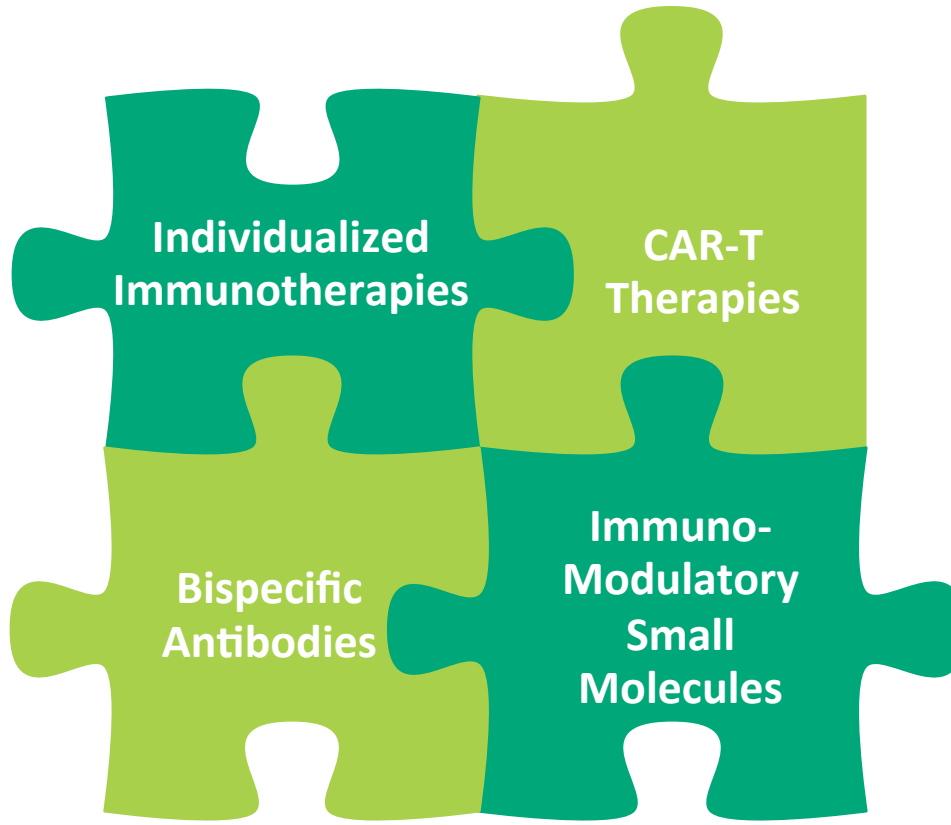 Individualized
Immunotherapies
CAR-T
Therapies
Bispecific
Antibodies
Immuno-
Modulatory
Small
Molecules